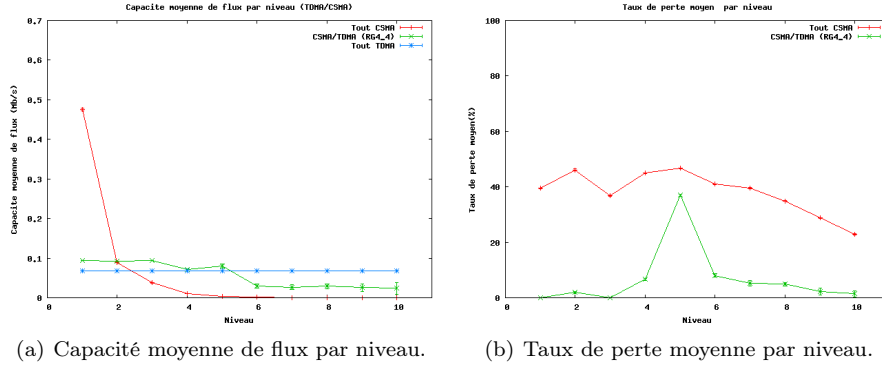 Capacite moyenne de flux par niveau (TDMA/CSMA)
Tout CSMA
CSMA/TDMA (RG4_4)
Tout TDMA
Capacite moyenne de flux (Mb/s)
0.7
0.6
0.5
0.4
0.3
0.2
0.1
0
0 2 4 6 8 10
Niveau
(a) Capacité moyenne de flux par niveau.
Taux de perte moyen par niveau
Tout CSMA
CSMA/TDMA (RG4_4)
Taux de perte moyen(%)
100
80
60
40
20
0
0 2 4 6 8 10
Niveau
(b) Taux de perte moyenne par niveau.